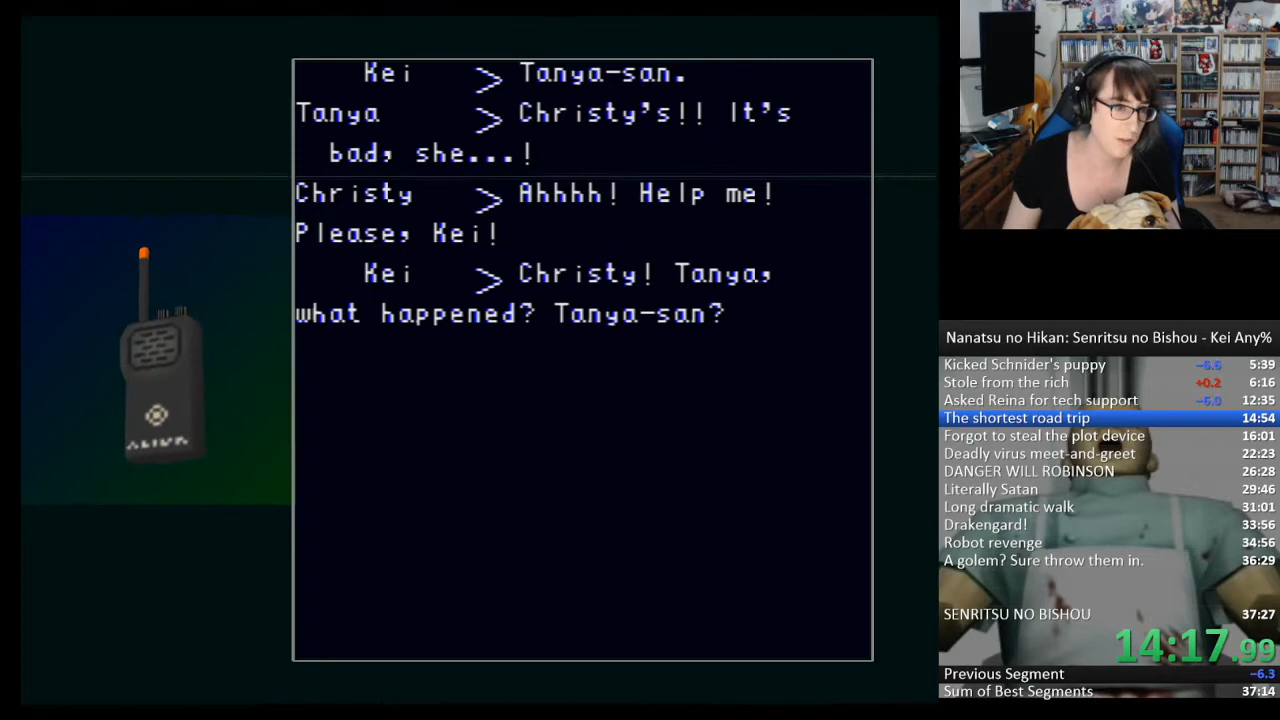 Kei > Tanya-san.
Tanya > Christy's!! It's
bad, she...!
Christy > Ahhhh! Help me!
Please, Kei!
Kei > Christy! Tanya,
what happened? Tanya-san?
Nanatsu no Hikan: Senritsu no Bishou - Kei Any%
Kicked Schnider's puppy -6.6 5:39
Stole from the rich +0.2 6:16
Asked Reina for tech support -6.0 12:35
The shortest road trip 14:54
Forgot to steal the plot device 16:01
Deadly virus meet-and-greet 22:23
DANGER WILL ROBINSON 26:28
Literally Satan 29:46
Long dramatic walk 31:01
Drakengard! 33:56
Robot revenge 34:56
A golem? Sure throw them in. 36:29
SENRITSU NO BISHOU 37:27
14:17.99
Previous Segment -6.3
Sum of Best Segments 37:14